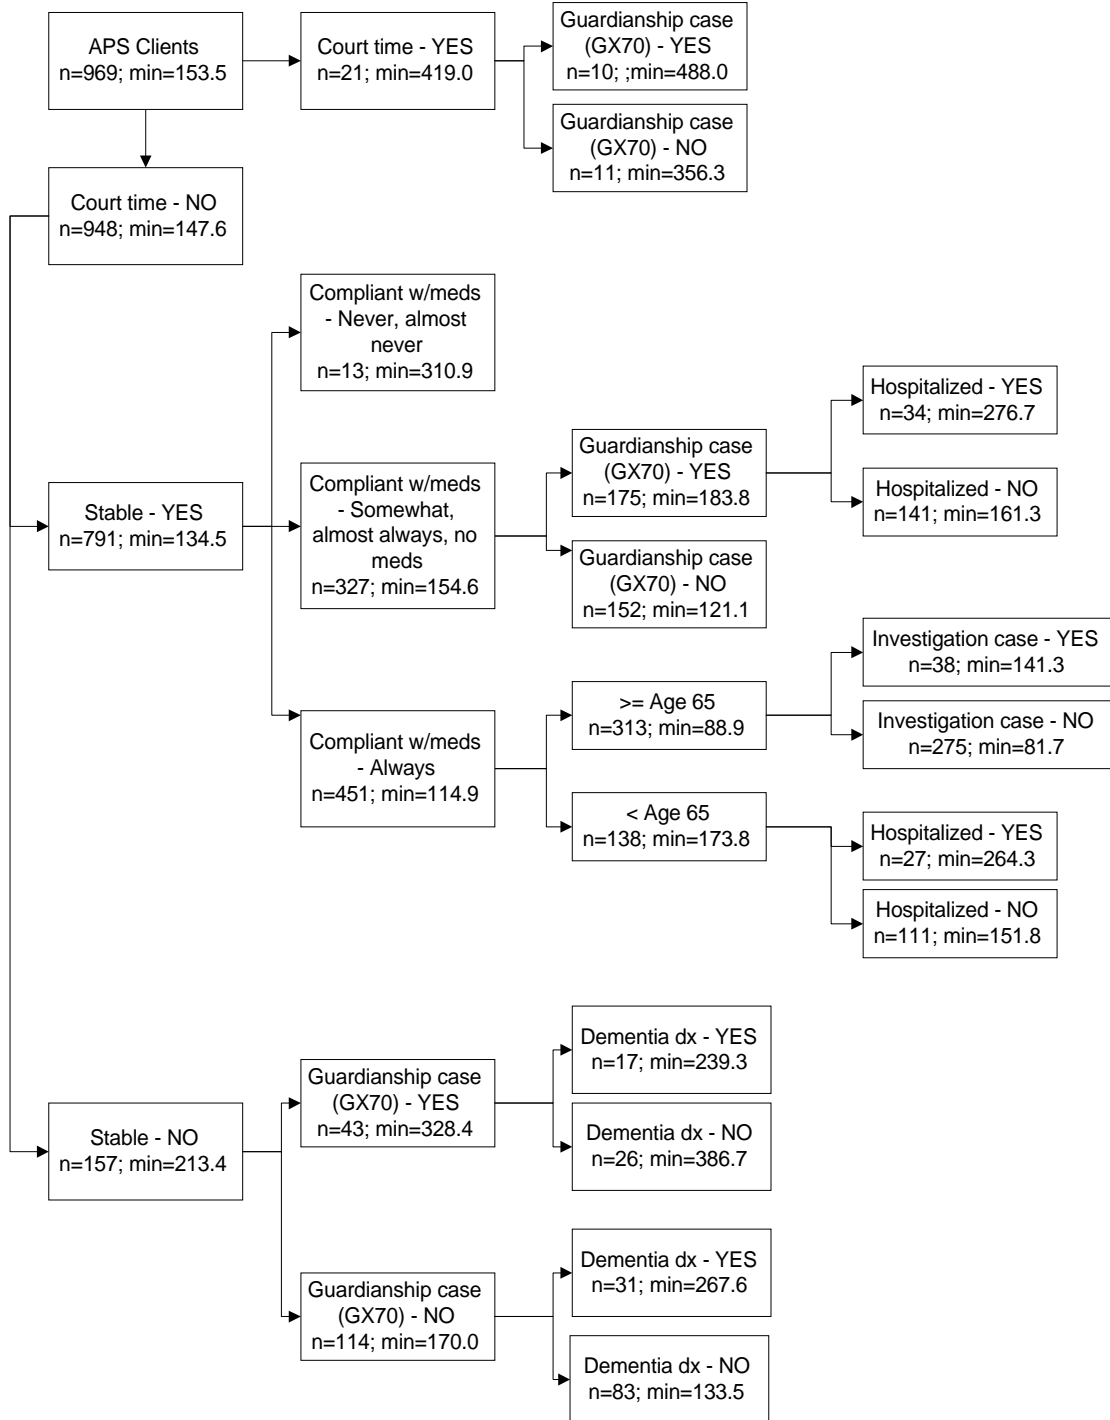 APS Clients
n=969; min=153.5
Court time - YES
n=21; min=419.0
Guardianship case
(GX70) - YES
n=10; ;min=488.0
Guardianship case
(GX70) - NO
n=11; min=356.3
Court time - NO
n=948; min=147.6
Compliant w/meds
- Never, almost
never
n=13; min=310.9
Stable - YES
n=791; min=134.5
Compliant w/meds
- Somewhat,
almost always, no
meds
n=327; min=154.6
Guardianship case
(GX70) - YES
n=175; min=183.8
Hospitalized - YES
n=34; min=276.7
Hospitalized - NO
n=141; min=161.3
Guardianship case
(GX70) - NO
n=152; min=121.1
Compliant w/meds
- Always
n=451; min=114.9
>= Age 65
n=313; min=88.9
Investigation case - YES
n=38; min=141.3
Investigation case - NO
n=275; min=81.7
< Age 65
n=138; min=173.8
Hospitalized - YES
n=27; min=264.3
Hospitalized - NO
n=111; min=151.8
Stable - NO
n=157; min=213.4
Guardianship case
(GX70) - YES
n=43; min=328.4
Dementia dx - YES
n=17; min=239.3
Dementia dx - NO
n=26; min=386.7
Guardianship case
(GX70) - NO
n=114; min=170.0
Dementia dx - YES
n=31; min=267.6
Dementia dx - NO
n=83; min=133.5